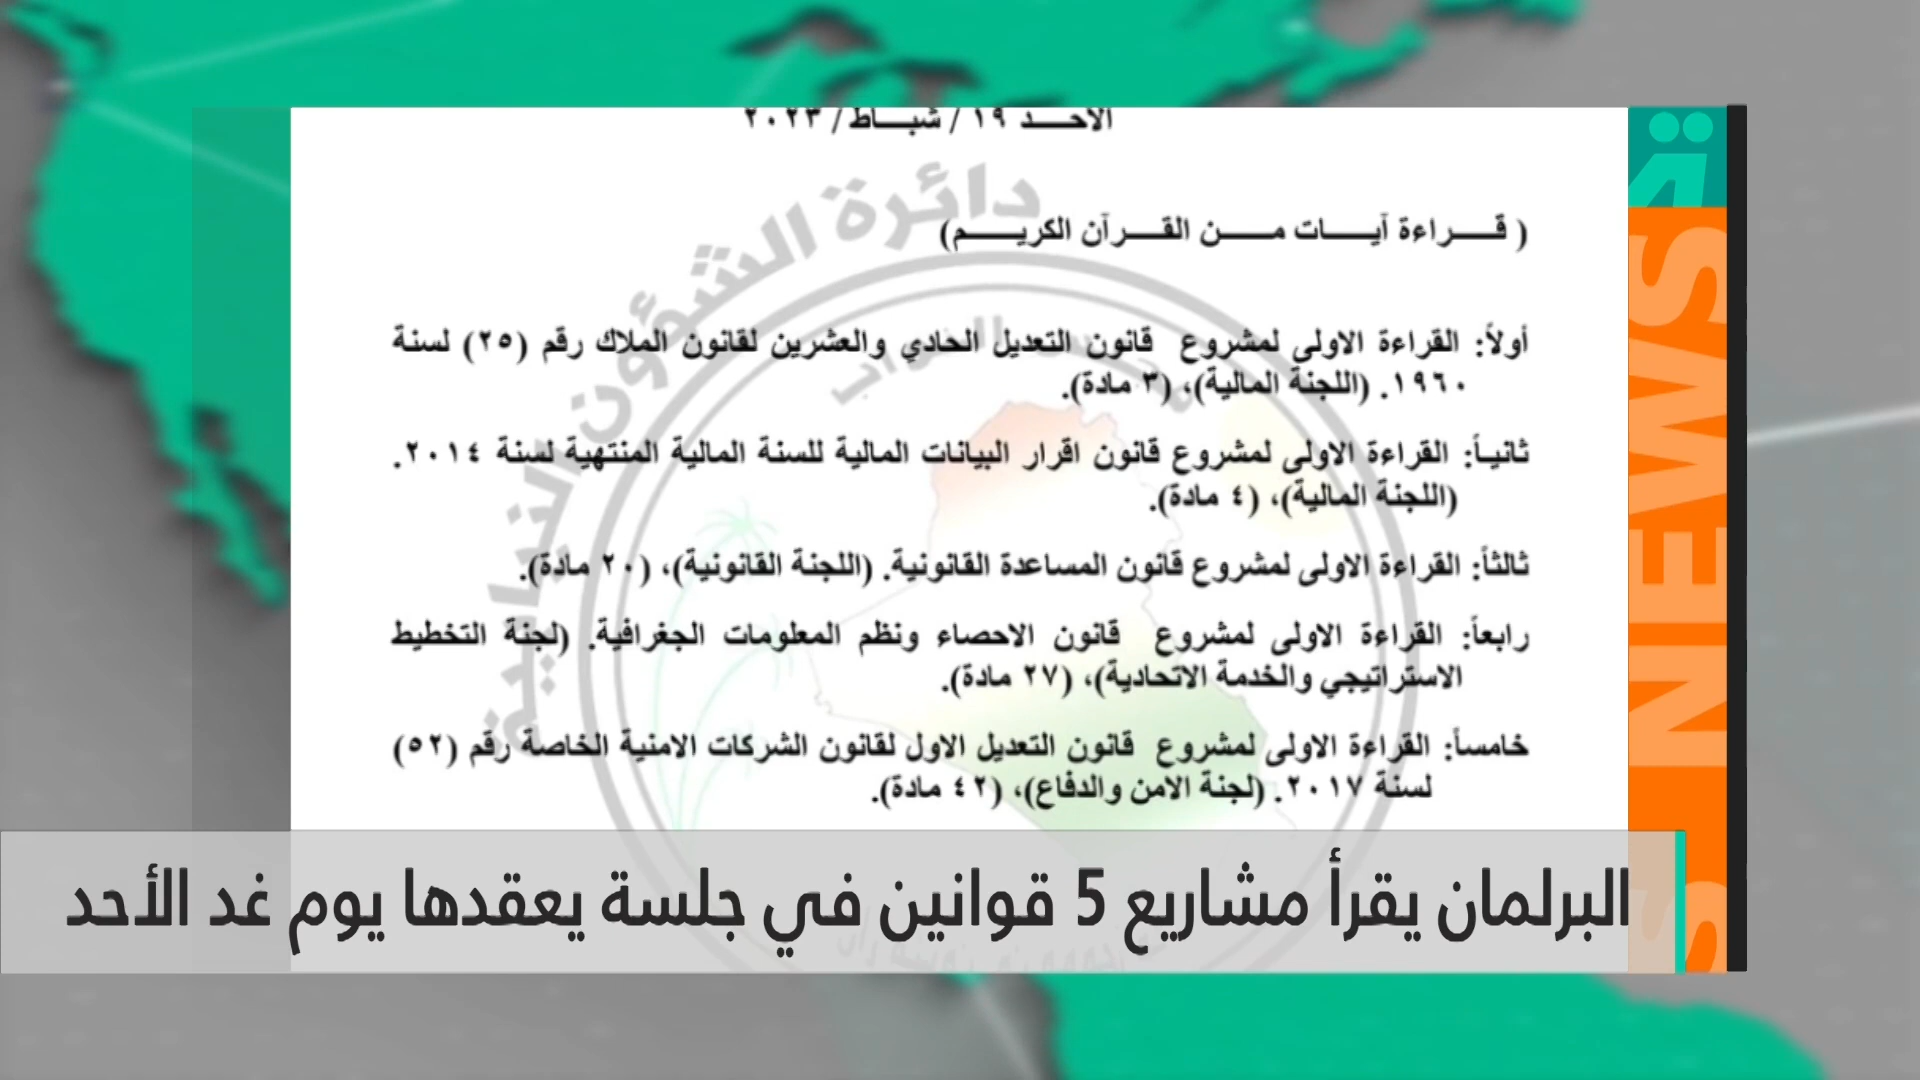 الاحـــد ١٩ / شبـــاط/ ٢٠٢٣
دائرة الشؤون النيابية
( قـــراءة آيـــات مـــن القـــرآن الكريـــم)
أولاً: القراءة الاولى لمشروع قانون التعديل الحادي والعشرين لقانون الملاك رقم (٢٥) لسنة
١٩٦٠. (اللجنة المالية)، (٣ مادة).
ثانياً: القراءة الاولى لمشروع قانون اقرار البيانات المالية للسنة المالية المنتهية لسنة ٢٠١٤.
(اللجنة المالية)، (٤ مادة).
ثالثاً: القراءة الاولى لمشروع قانون المساعدة القانونية. (اللجنة القانونية)، (٢٠ مادة).
رابعاً: القراءة الاولى لمشروع قانون الاحصاء ونظم المعلومات الجغرافية. (لجنة التخطيط
الاستراتيجي والخدمة الاتحادية)، (٢٧ مادة).
خامساً: القراءة الاولى لمشروع قانون التعديل الاول لقانون الشركات الامنية الخاصة رقم (٥٢)
لسنة ٢٠١٧. (لجنة الامن والدفاع)، (٤٢ مادة).
البرلمان يقرأ مشاريع 5 قوانين في جلسة يعقدها يوم غد الأحد
NEWS